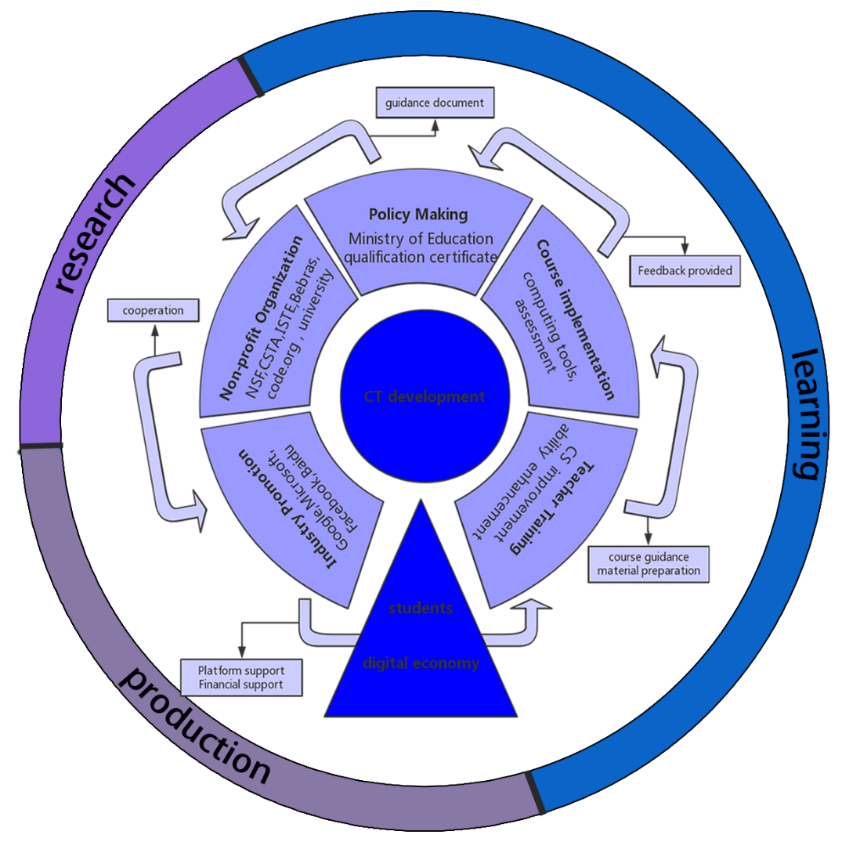 guidance document
Policy Making
Ministry of Education
qualification certificate
research
Non-profit Organization
NSF,CSTA,ISTE,Bebras,
code.org , university
Course implementation
computing tools,
assessment
Feedback provided
cooperation
learning
CT development
Industry Promotion
Google,Microsoft,
Facebook,Baidu
Teacher Training
CS improvement
ability enhancement
course guidance
material preparation
students
digital economy
Platform support
Financial support
production